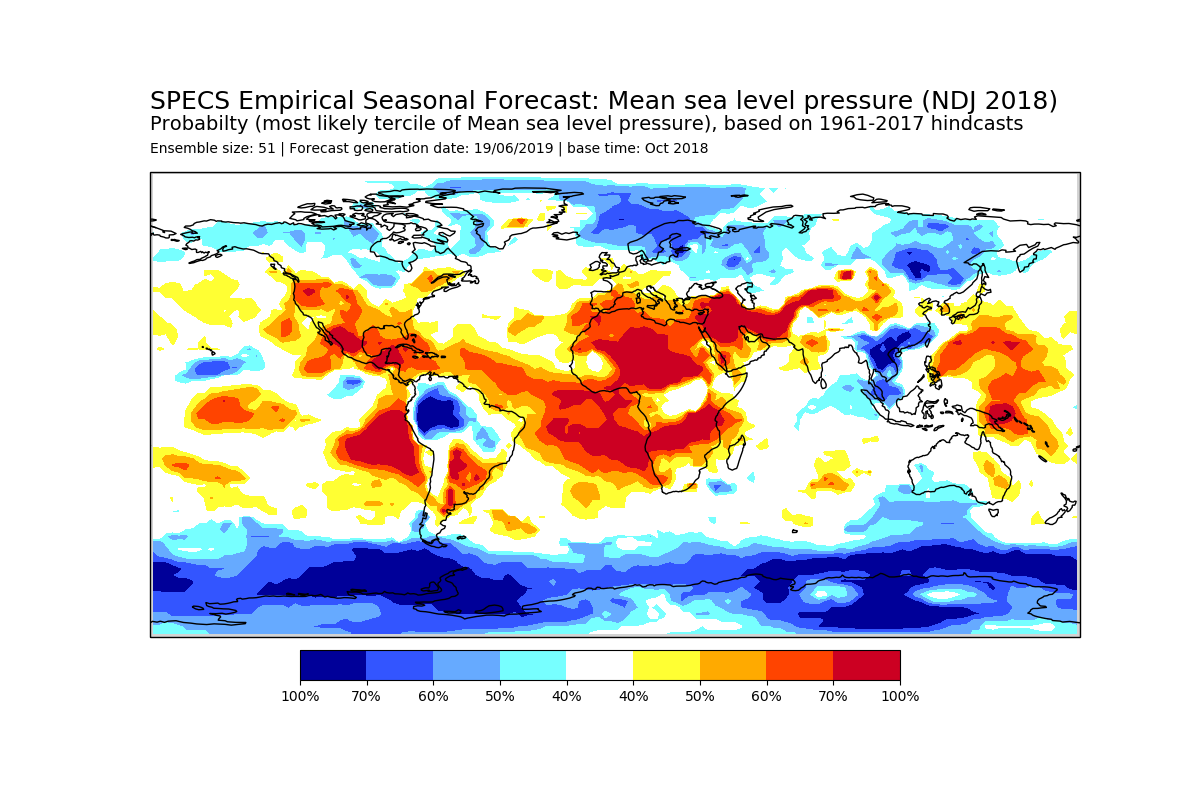 SPECS Empirical Seasonal Forecast: Mean sea level pressure (NDJ 2018)
Probabilty (most likely tercile of Mean sea level pressure), based on 1961-2017 hindcasts
Ensemble size: 51 | Forecast generation date: 19/06/2019 | base time: Oct 2018
100% 70% 60% 50% 40% 40% 50% 60% 70% 100%